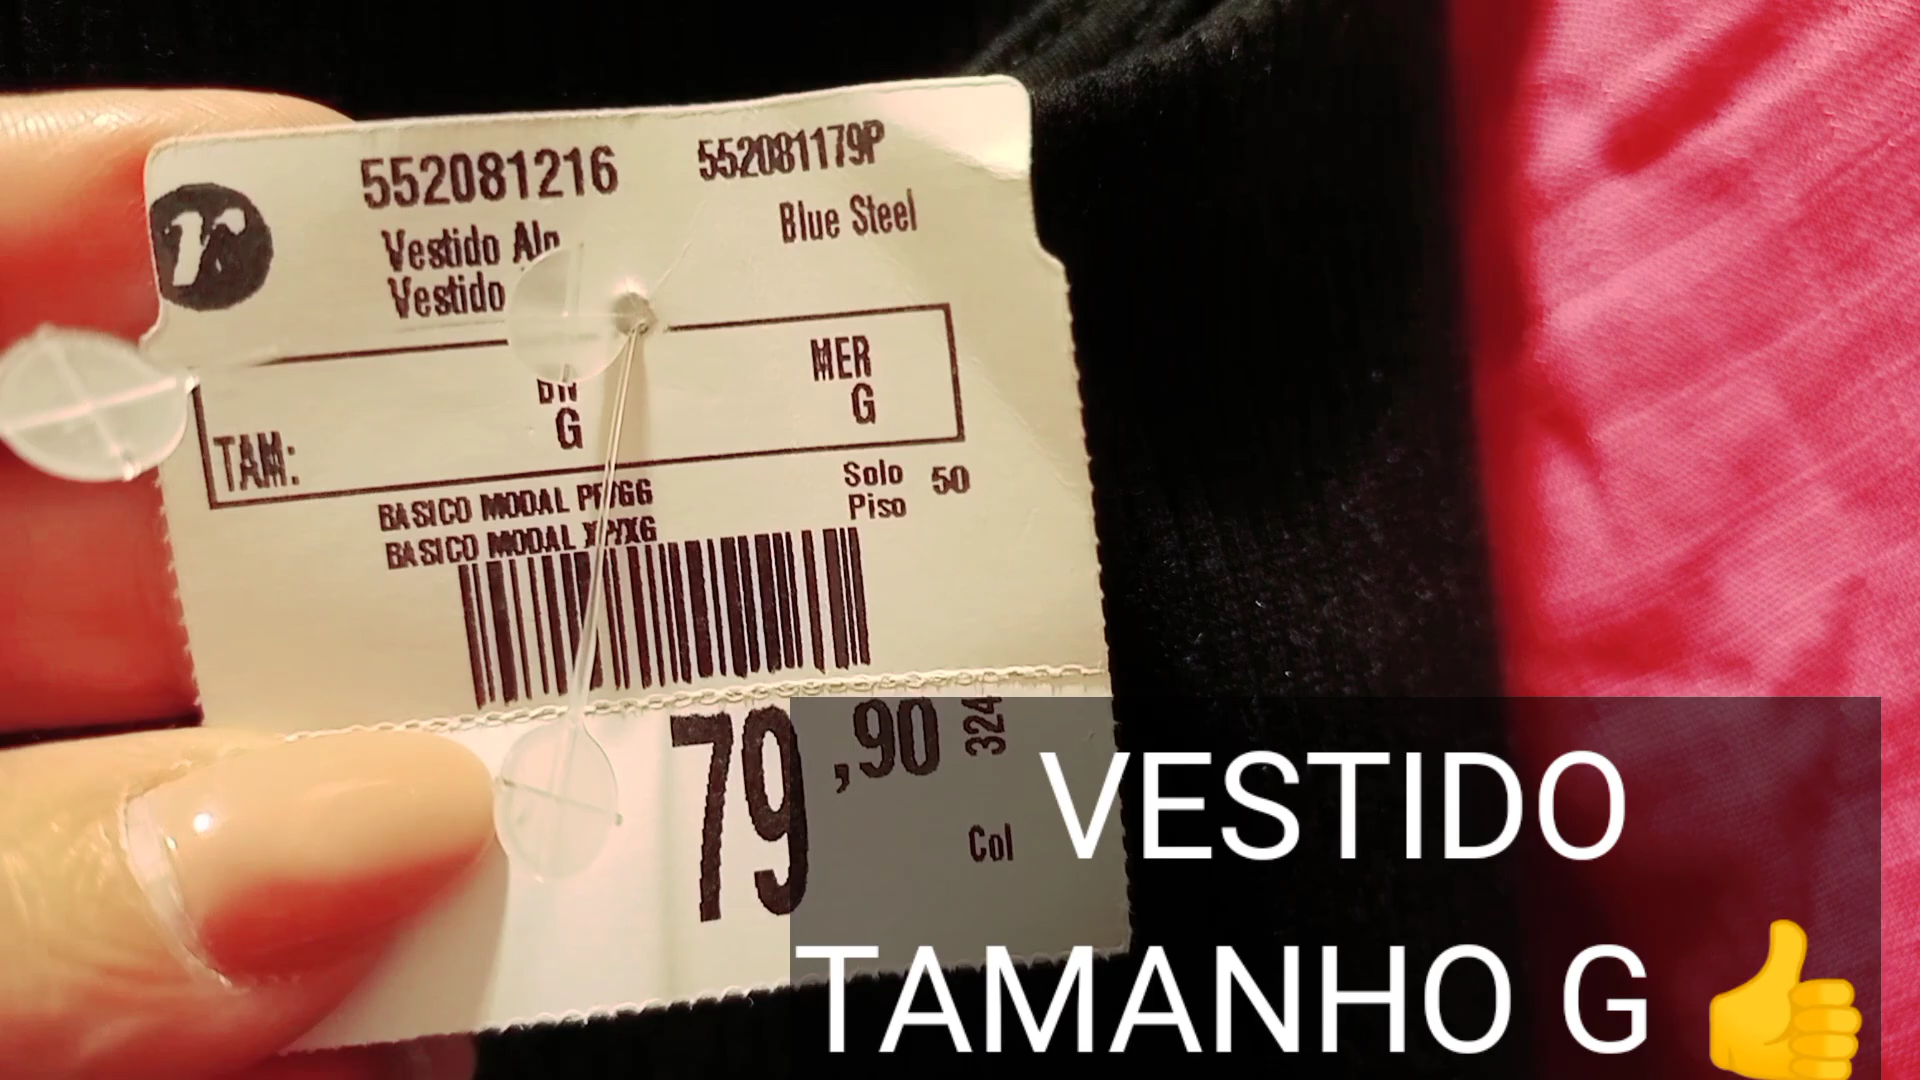 552081216 552081179P
Vestido Blue Steel
Vestido
MER
G G
TAM:
BASICO MODAL Solo 50
BASICO MODAL Piso
79,90 324
Col
VESTIDO
TAMANHO G 👍